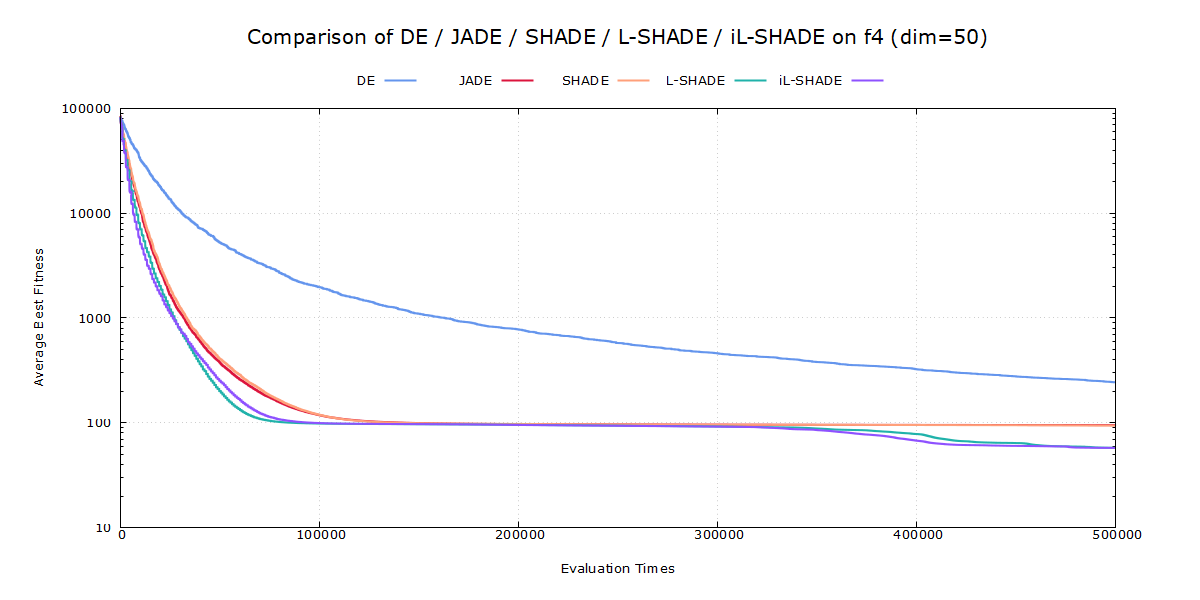 Comparison of DE / JADE / SHADE / L-SHADE / iL-SHADE on f4 (dim=50)
DE JADE SHADE L-SHADE iL-SHADE
100000
10000
1000
100
10
Average Best Fitness
0 100000 200000 300000 400000 500000
Evaluation Times